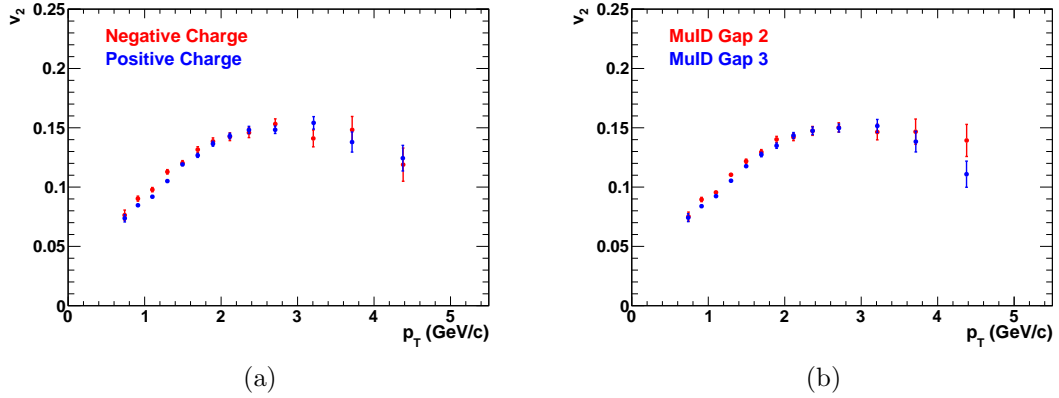 v2
0.25
0.2
0.15
0.1
0.05
0
Negative Charge
Positive Charge
0 1 2 3 4 5
pT (GeV/c)
(a)
v2
0.25
0.2
0.15
0.1
0.05
0
MuID Gap 2
MuID Gap 3
0 1 2 3 4 5
pT (GeV/c)
(b)